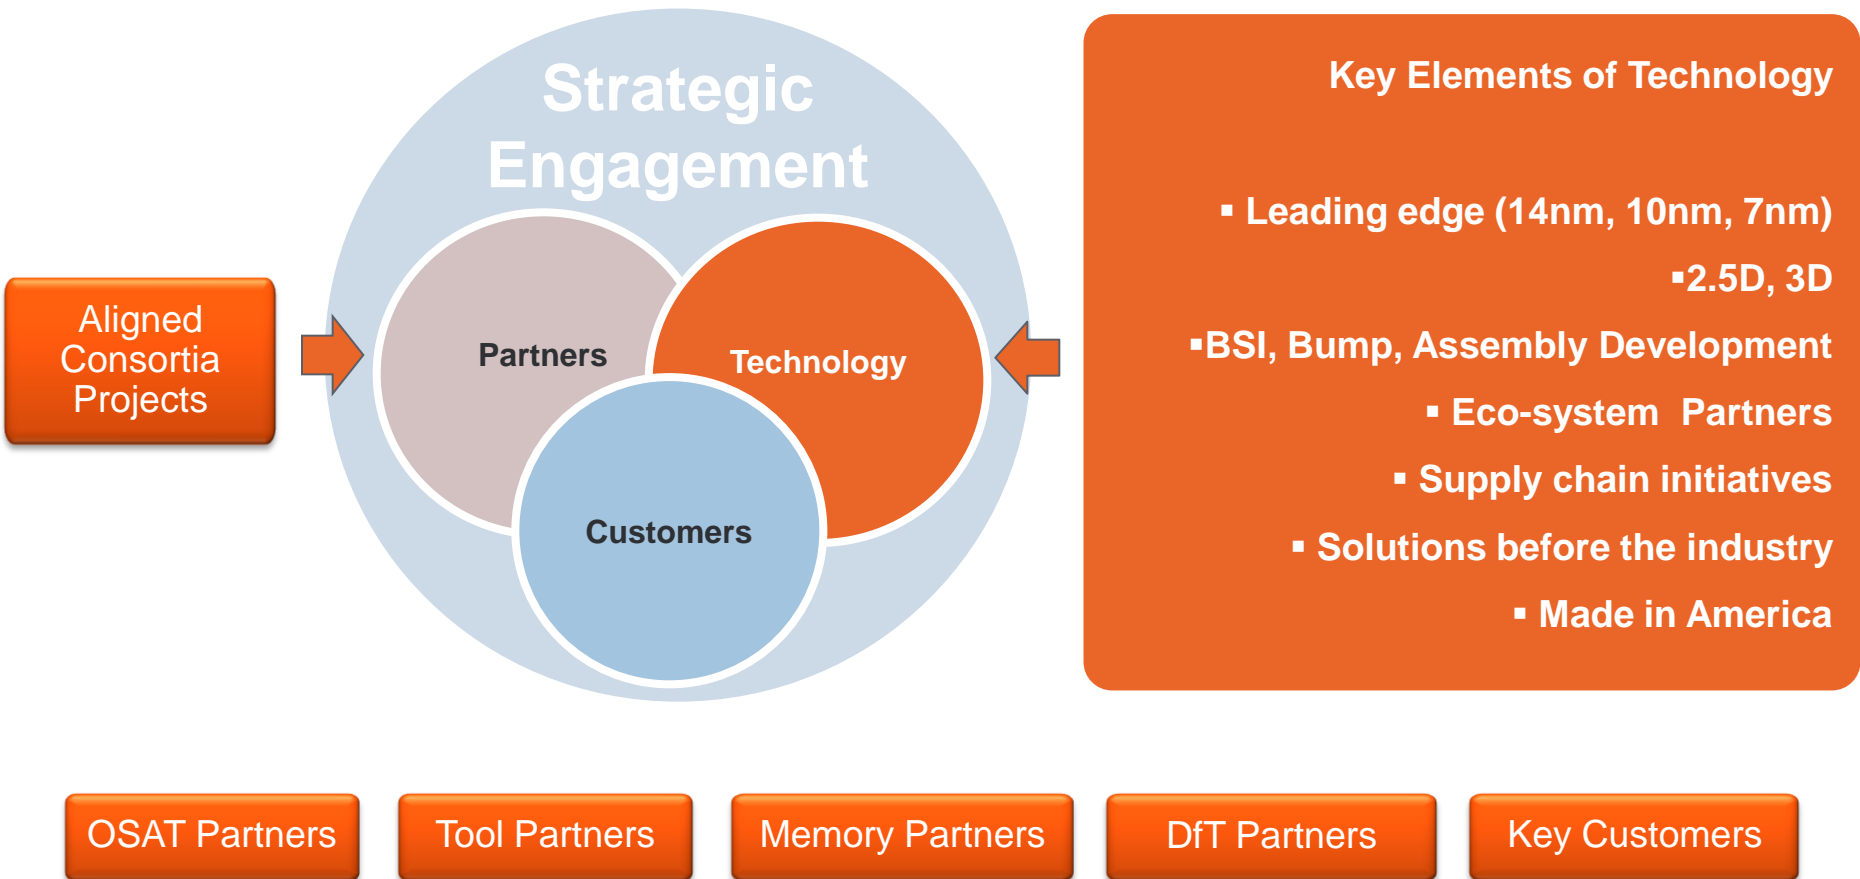 Strategic
Engagement
Aligned
Consortia
Projects
Partners
Technology
Customers
Key Elements of Technology
▪ Leading edge (14nm, 10nm, 7nm)
▪2.5D, 3D
▪BSI, Bump, Assembly Development
▪ Eco-system  Partners
▪ Supply chain initiatives
▪ Solutions before the industry
▪ Made in America
OSAT Partners
Tool Partners
Memory Partners
DfT Partners
Key Customers